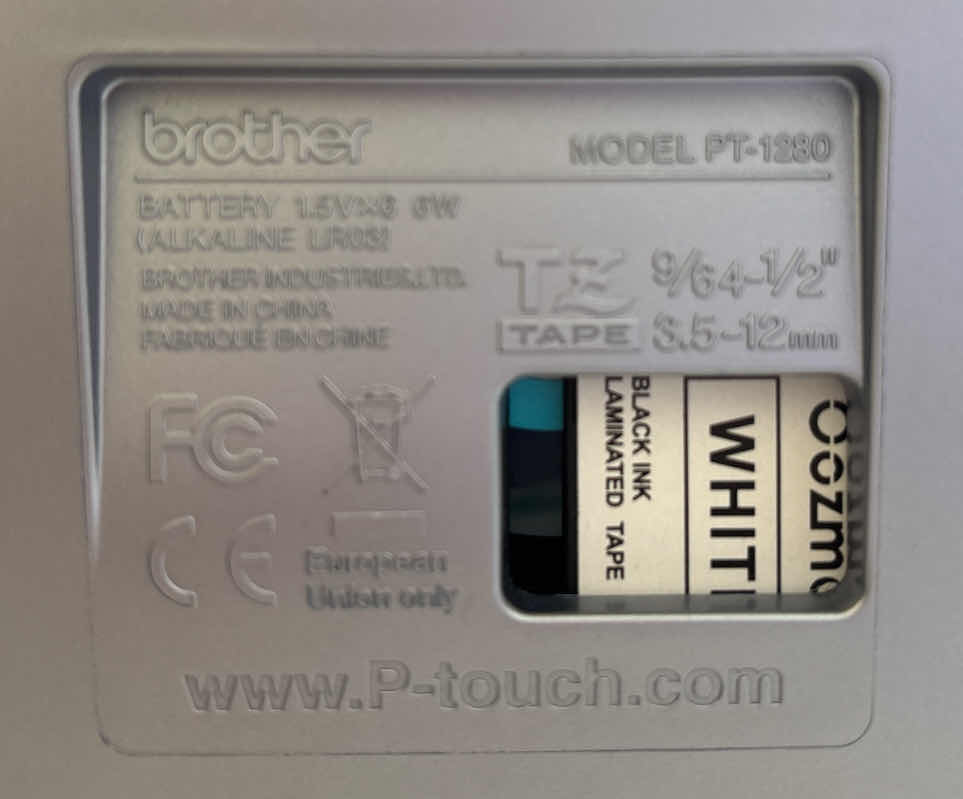 brother
MODEL PT-1280
BATTERY 1.5V×6 6W
(ALKALINE LR03)
BROTHER INDUSTRIES,LTD.
MADE IN CHINA
FABRIQUÉ EN CHINE
TZ 9/64-1/2"
TAPE 3.5-12mm
FC
CE
European
Union only
BLACK INK
LAMINATED TAPE
WHIT
Oozmo
www.P-touch.com